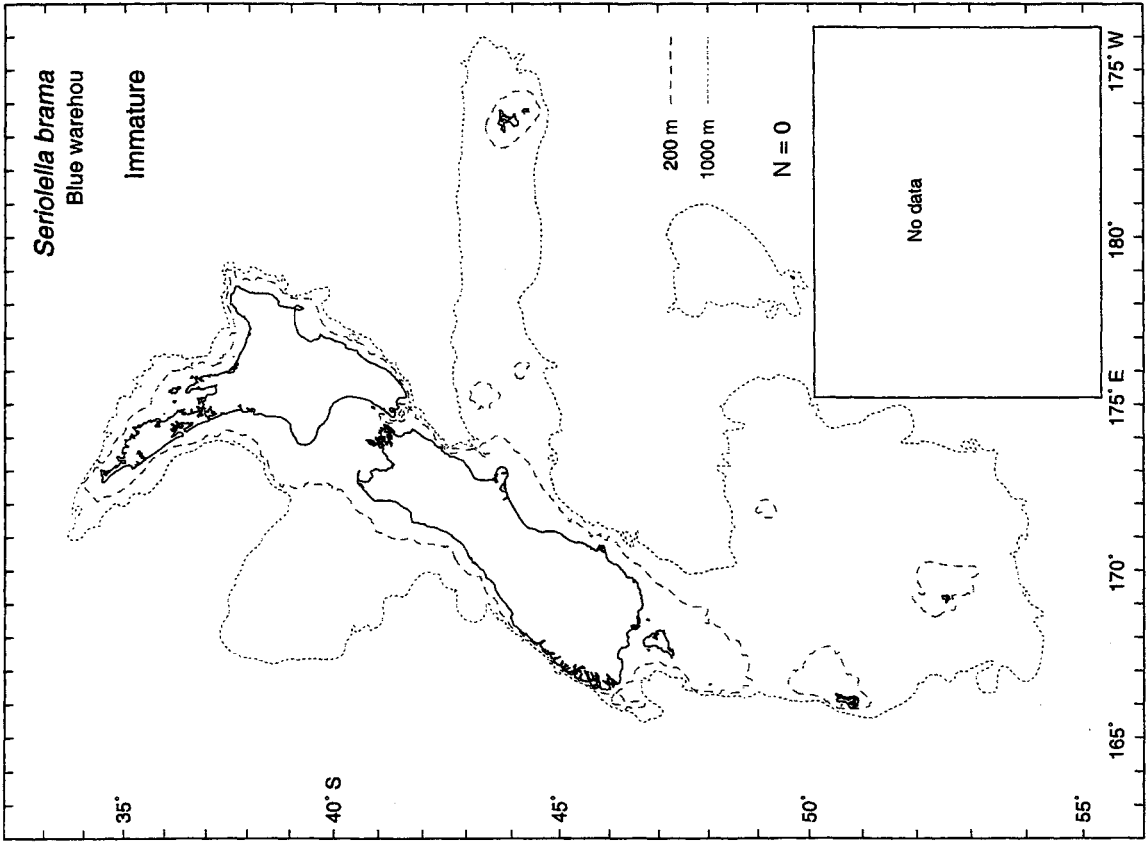 Seriolella brama
Blue warehou
Immature
200 m
1000 m
N = 0
No data
35°
40° S
45°
50°
55°
165°
170°
175° E
180°
175° W